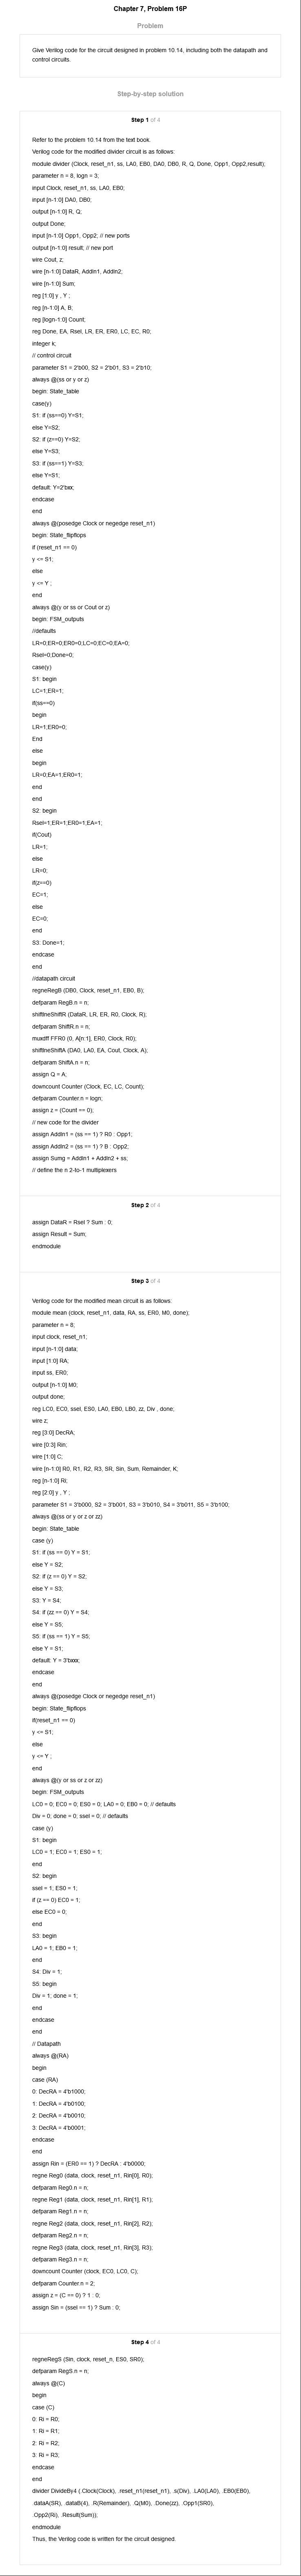 Chapter 7, Problem 16P
Problem
Give Verilog code for the circuit designed in problem 10.14, including both the datapath and
control circuits.
Step-by-step solution
Step 1 of 4
Refer to the problem 10.14 from the text book.
Verilog code for the modified divider circuit is as follows:
module divider (Clock, reset_n1, ss, LA0, EB0, DA0, DB0, R, Q, Done, Opp1, Opp2,result);
parameter n = 8, logn = 3;
input Clock, reset_n1, ss, LA0, EB0;
input [n-1:0] DA0, DB0;
output [n-1:0] R, Q;
output Done;
input [n-1:0] Opp1, Opp2; // new ports
output [n-1:0] result; // new port
wire Cout, z;
wire [n-1:0] DataR, AddIn1, AddIn2;
wire [n-1:0] Sum;
reg [1:0] y , Y ;
reg [n-1:0] A, B;
reg [logn-1:0] Count;
reg Done, EA, Rsel, LR, ER, ER0, LC, EC, R0;
integer k;
// control circuit
parameter S1 = 2'b00, S2 = 2'b01, S3 = 2'b10;
always @(ss or y or z)
begin: State_table
case(y)
S1: if (ss==0) Y=S1;
else Y=S2,
S2: if (z==0) Y=S2;
else Y=S3;
S3: if (ss==1) Y=S3;
else Y=S1;
default: Y=2'bxx;
endcase
end
always @(posedge Clock or negedge reset_n1)
begin: State_flipflops
if (reset_n1 == 0)
y <= S1;
else
y <= Y ;
end
always @(y or ss or Cout or z)
begin: FSM_outputs
//defaults
LR=0;ER=0;ER0=0;LC=0;EC=0;EA=0;
Rsel=0;Done=0;
case(y)
S1: begin
LC=1;ER=1;
if(ss==0)
begin
LR=1;ER0=0;
End
else
begin
LR=0;EA=1;ER0=1;
end
end
S2: begin
Rsel=1;ER=1;ER0=1;EA=1;
if(Cout)
LR=1;
else
LR=0;
if(z==0)
EC=1;
else
EC=0;
end
S3: Done=1;
endcase
end
//datapath circuit
regneRegB (DB0, Clock, reset_n1, EB0, B);
defparam RegB.n = n;
shiftlneShiftR (DataR, LR, ER, R0, Clock, R);
defparam ShiftR.n = n;
muxdff FFR0 (0, A[n:1], ER0, Clock, R0);
shiftlneShiftA (DA0, LA0, EA, Cout, Clock, A);
defparam ShiftA.n = n;
assign Q = A;
downcount Counter (Clock, EC, LC, Count);
defparam Counter.n = logn;
assign z = (Count == 0);
// new code for the divider
assign AddIn1 = (ss == 1) ? R0 : Opp1;
assign AddIn2 = (ss == 1) ? B : Opp2;
assign Sumg = AddIn1 + AddIn2 + ss;
// define the n 2-to-1 multiplexers
Step 2 of 4
assign DataR = Rsel ? Sum : 0;
assign Result = Sum;
endmodule
Step 3 of 4
Verilog code for the modified mean circuit is as follows:
module mean (clock, reset_n1, data, RA, ss, ER0, M0, done);
parameter n = 8;
input clock, reset_n1;
input [n-1:0] data;
input [1:0] RA;
input ss, ER0;
output [n-1:0] M0;
output done;
reg LC0, EC0, ssel, ES0, LA0, EB0, LB0, zz, Div , done;
wire z;
reg [3:0] DecRA;
wire [0:3] Rin;
wire [1:0] C;
wire [n-1:0] R0, R1, R2, R3, SR, Sin, Sum, Remainder, K;
reg [n-1:0] Ri;
reg [2:0] y , Y ;
parameter S1 = 3'b000, S2 = 3'b001, S3 = 3'b010, S4 = 3'b011, S5 = 3'b100;
always @(ss or y or z or zz)
begin: State_table
case (y)
S1: if (ss == 0) Y = S1;
else Y = S2;
S2: if (z == 0) Y = S2,
else Y = S3;
S3: Y = S4;
S4: if (zz == 0) Y = S4;
else Y = S5;
S5: if (ss == 1) Y = S5;
else Y = S1;
default: Y = 3'bxxx;
endcase
end
always @(posedge Clock or negedge reset_n1)
begin: State_flipflops
if(reset_n1 == 0)
y <= S1;
else
y <= Y ;
end
always @(y or ss or z or zz)
begin: FSM_outputs
LC0 = 0; EC0 = 0; ES0 = 0; LA0 = 0; EB0 = 0; // defaults
Div = 0; done = 0; ssel = 0; // defaults
case (y)
S1: begin
LC0 = 1; EC0 = 1; ES0 = 1;
end
S2: begin
ssel = 1; ES0 = 1;
if (z == 0) EC0 = 1;
else EC0 = 0;
end
S3: begin
LA0 = 1; EB0 = 1;
end
S4: Div = 1;
S5: begin
Div = 1; done = 1;
end
endcase
end
// Datapath
always @(RA)
begin
case (RA)
0: DecRA = 4'b1000;
1: DecRA = 4'b0100;
2: DecRA = 4'b0010;
3: DecRA = 4'b0001;
endcase
end
assign Rin = (ER0 == 1) ? DecRA : 4'b0000;
regne Reg0 (data, clock, reset_n1, Rin[0], R0);
defparam Reg0.n = n;
regne Reg1 (data, clock, reset_n1, Rin[1], R1);
defparam Reg1.n = n;
regne Reg2 (data, clock, reset_n1, Rin[2], R2);
defparam Reg2.n = n;
regne Reg3 (data, clock, reset_n1, Rin[3], R3);
defparam Reg3.n = n;
downcount Counter (clock, EC0, LC0, C);
defparam Counter.n = 2;
assign z = (C == 0) ? 1 : 0;
assign Sin = (ssel == 1) ? Sum : 0;
Step 4 of 4
regneRegS (Sin, clock, reset_n, ES0, SR0);
defparam RegS.n = n;
always @(C)
begin
case (C)
0: Ri = R0;
1: Ri = R1;
2: Ri = R2;
3: Ri = R3;
endcase
end
divider DivideBy4 ( .Clock(Clock), .reset_n1(reset_n1), .s(Div), .LA0(LA0), .EB0(EB0),
.dataA(SR), .dataB(4), .R(Remainder), .Q(M0), .Done(zz), .Opp1(SR0),
.Opp2(Ri), .Result(Sum));
endmodule
Thus, the Verilog code is written for the circuit designed.